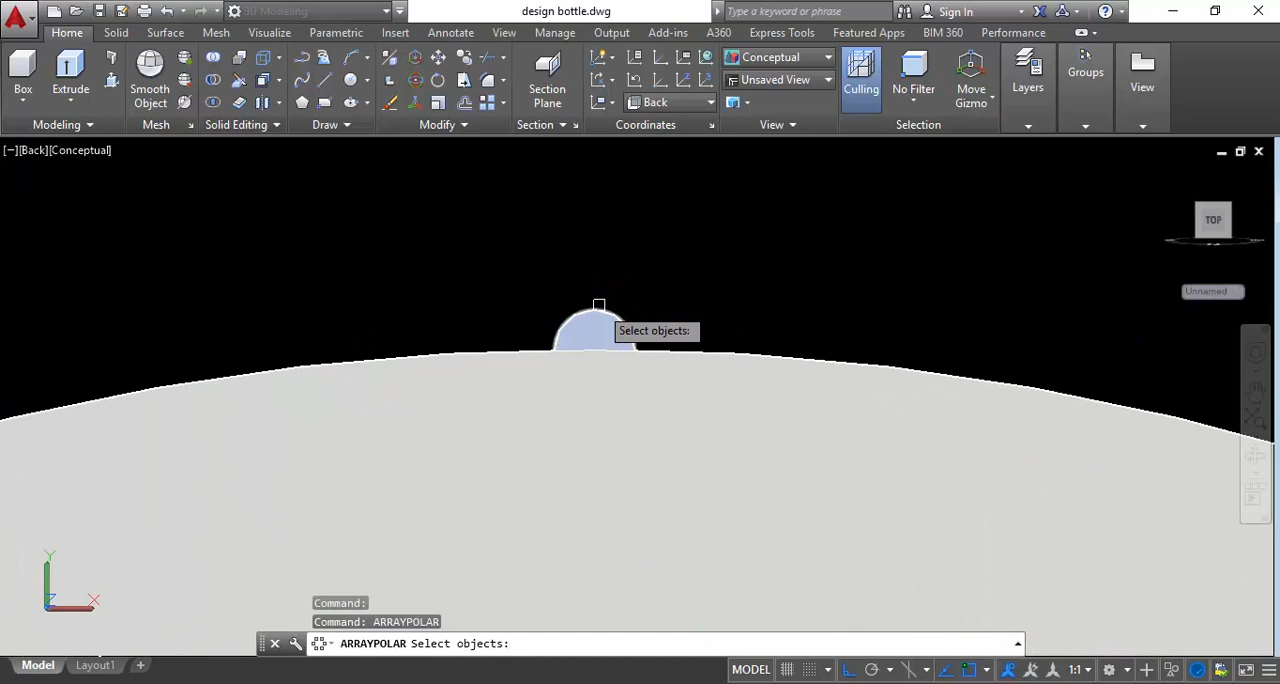 3D Modeling
design bottle.dwg
Type a keyword or phrase
Sign In
Home Solid Surface Mesh Visualize Parametric Insert Annotate View Manage Output Add-ins A360 Express Tools Featured Apps BIM 360 Performance
Box
Extrude
Smooth
Object
Section
Plane
Conceptual
Unsaved View
Back
Culling
No Filter
Move
Gizmo
Layers
Groups
View
Modeling
Mesh
Solid Editing
Draw
Modify
Section
Coordinates
View
Selection
[−][Back][Conceptual]
TOP
Unnamed
Select objects:
Y
X
Z
Command:
Command: ARRAYPOLAR
ARRAYPOLAR Select objects:
Model
Layout1
MODEL
1:1